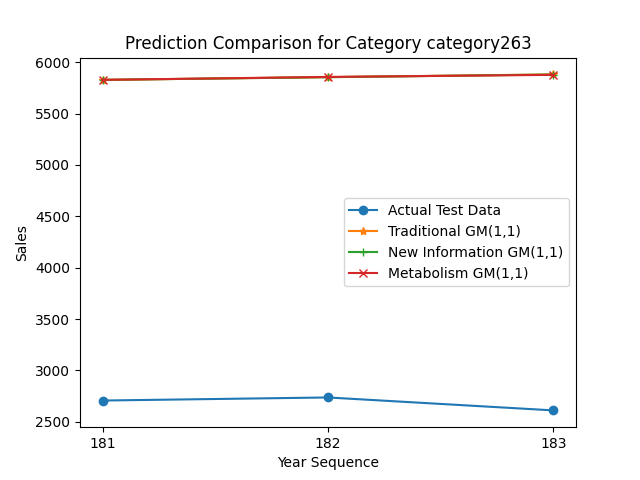 Prediction Comparison for Category category263
6000
5500
5000
4500
4000
3500
3000
2500
Sales
Actual Test Data
Traditional GM(1,1)
New Information GM(1,1)
Metabolism GM(1,1)
181
182
183
Year Sequence